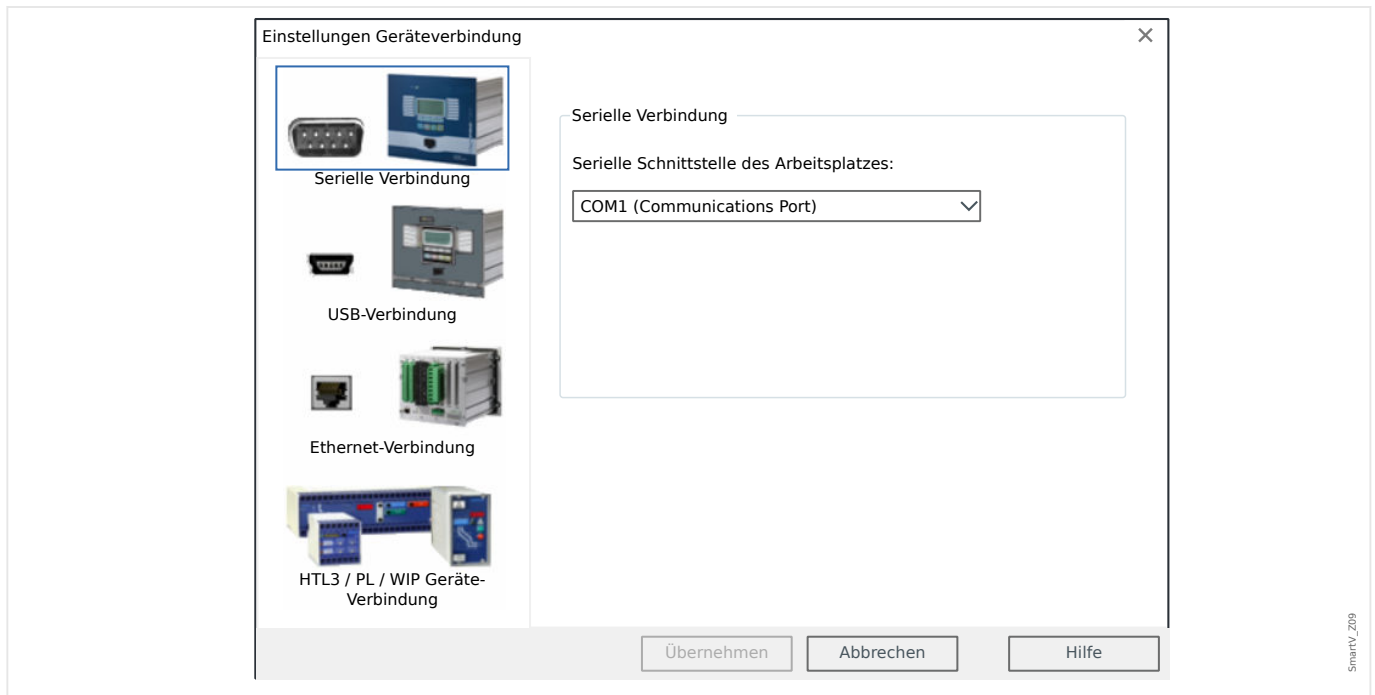 Einstellungen Geräteverbindung
Serielle Verbindung
USB-Verbindung
Ethernet-Verbindung
HTL3 / PL / WIP Geräte-
Verbindung
Serielle Verbindung
Serielle Schnittstelle des Arbeitsplatzes:
COM1 (Communications Port)
Übernehmen
Abbrechen
Hilfe
SmartV_Z09